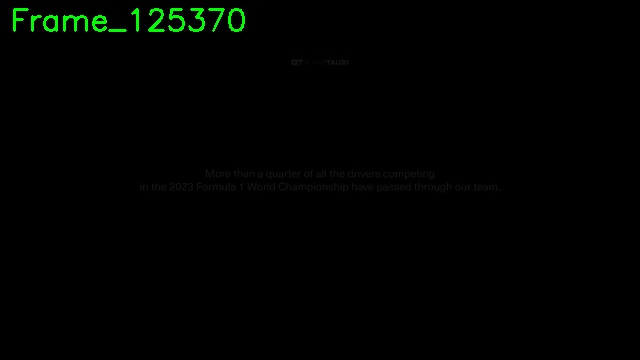 Frame_125370
TAURI
More than a quarter of all the drivers competing
in the 2023 Formula 1 World Championship have passed through our team.